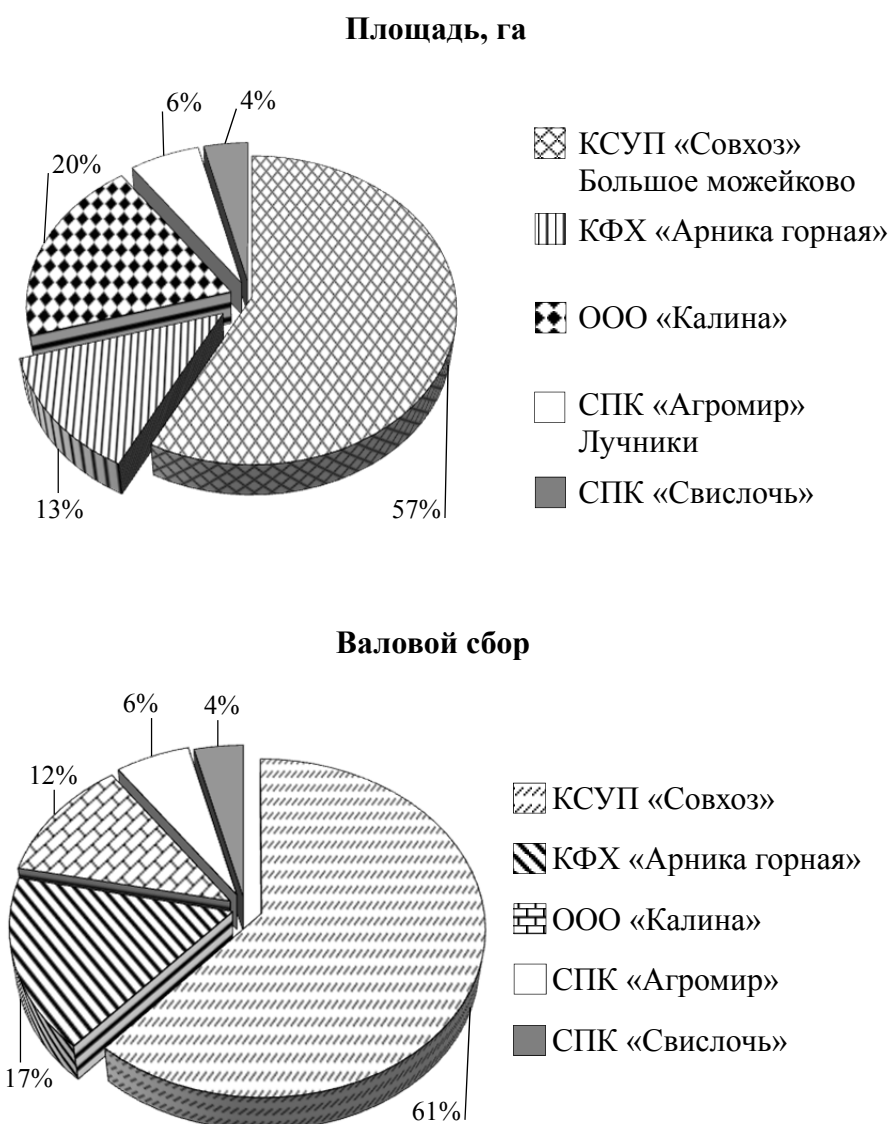 Площадь, га
6%
4%
20%
13%
57%
КСУП «Совхоз»
Большое можейково
КФХ «Арника горная»
ООО «Калина»
СПК «Агромир»
Лучники
СПК «Свислочь»
Валовой сбор
6%
4%
12%
17%
61%
КСУП «Совхоз»
КФХ «Арника горная»
ООО «Калина»
СПК «Агромир»
СПК «Свислочь»